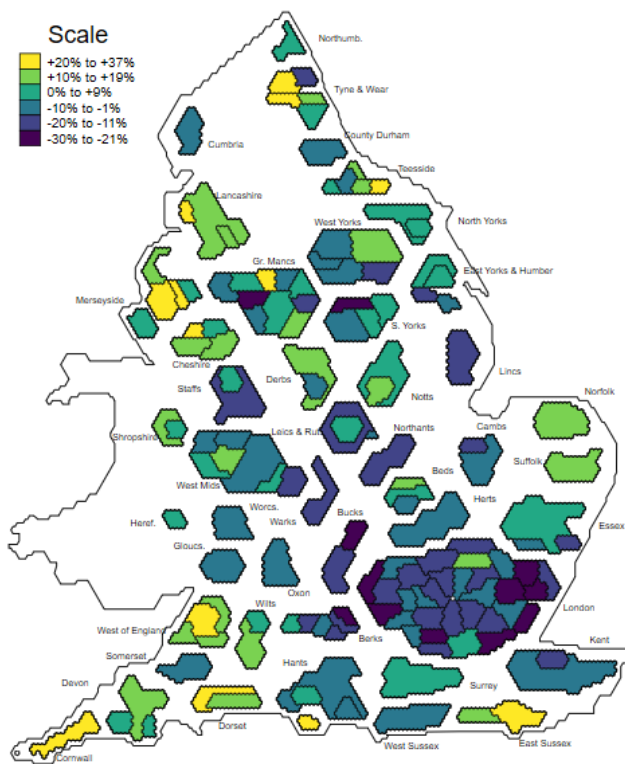 Scale
+20% to +37%
+10% to +19%
0% to +9%
-10% to -1%
-20% to -11%
-30% to -21%
Northumb.
Tyne & Wear
Cumbria
County Durham
Teesside
Lancashire
West Yorks
North Yorks
Gr. Mancs
East Yorks & Humber
Merseyside
S. Yorks
Cheshire
Derbs
Lincs
Staffs
Notts
Norfolk
Shropshire
Leics & Rut
Northants
Cambs
Suffolk
West Mids
Beds
Herts
Worcs.
Heref.
Warks
Bucks
Essex
Gloucs.
Oxon
Wilts
London
West of England
Berks
Kent
Somerset
Hants
Devon
Surrey
Dorset
West Sussex
East Sussex
Cornwall